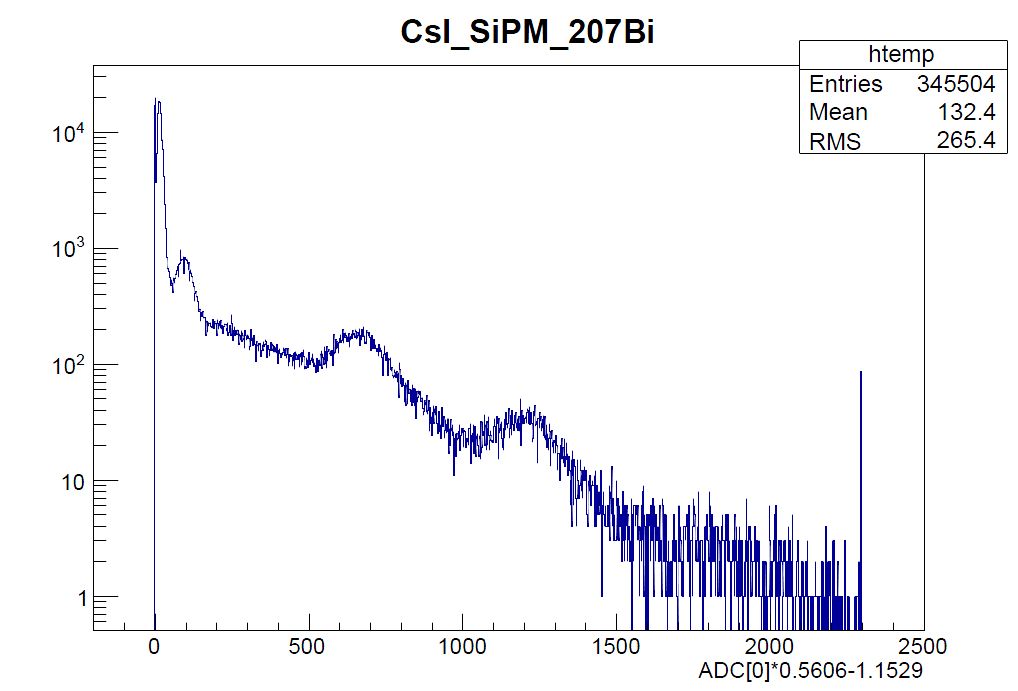 CsI_SiPM_207Bi
htemp
Entries 345504
Mean 132.4
RMS 265.4
10^4
10^3
10^2
10
1
0 500 1000 1500 2000 2500
ADC[0]*0.5606-1.1529